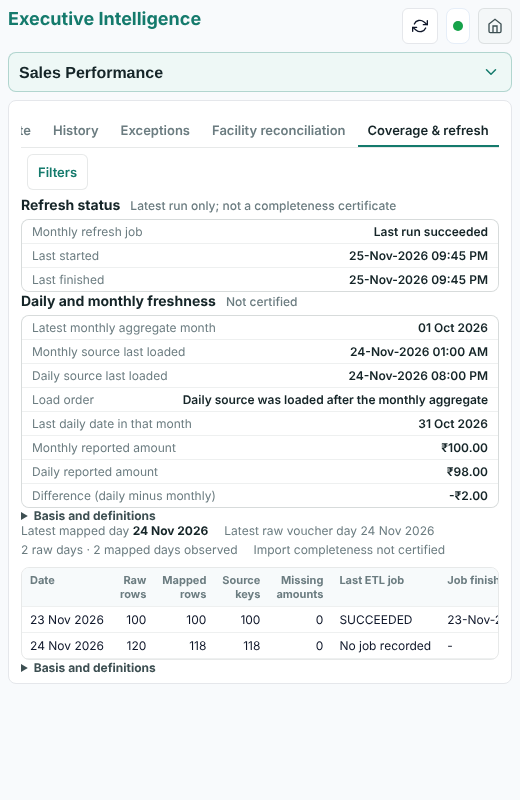 Executive Intelligence
Sales Performance
te History Exceptions Facility reconciliation Coverage & refresh
Filters
Refresh status Latest run only; not a completeness certificate
Monthly refresh job Last run succeeded
Last started 25-Nov-2026 09:45 PM
Last finished 25-Nov-2026 09:45 PM
Daily and monthly freshness Not certified
Latest monthly aggregate month 01 Oct 2026
Monthly source last loaded 24-Nov-2026 01:00 AM
Daily source last loaded 24-Nov-2026 08:00 PM
Load order Daily source was loaded after the monthly aggregate
Last daily date in that month 31 Oct 2026
Monthly reported amount ₹100.00
Daily reported amount ₹98.00
Difference (daily minus monthly) -₹2.00
Basis and definitions
Latest mapped day 24 Nov 2026 Latest raw voucher day 24 Nov 2026
2 raw days · 2 mapped days observed Import completeness not certified
Date Raw rows Mapped rows Source keys Missing amounts Last ETL job Job finish
23 Nov 2026 100 100 100 0 SUCCEEDED 23-Nov-2
24 Nov 2026 120 118 118 0 No job recorded -
Basis and definitions